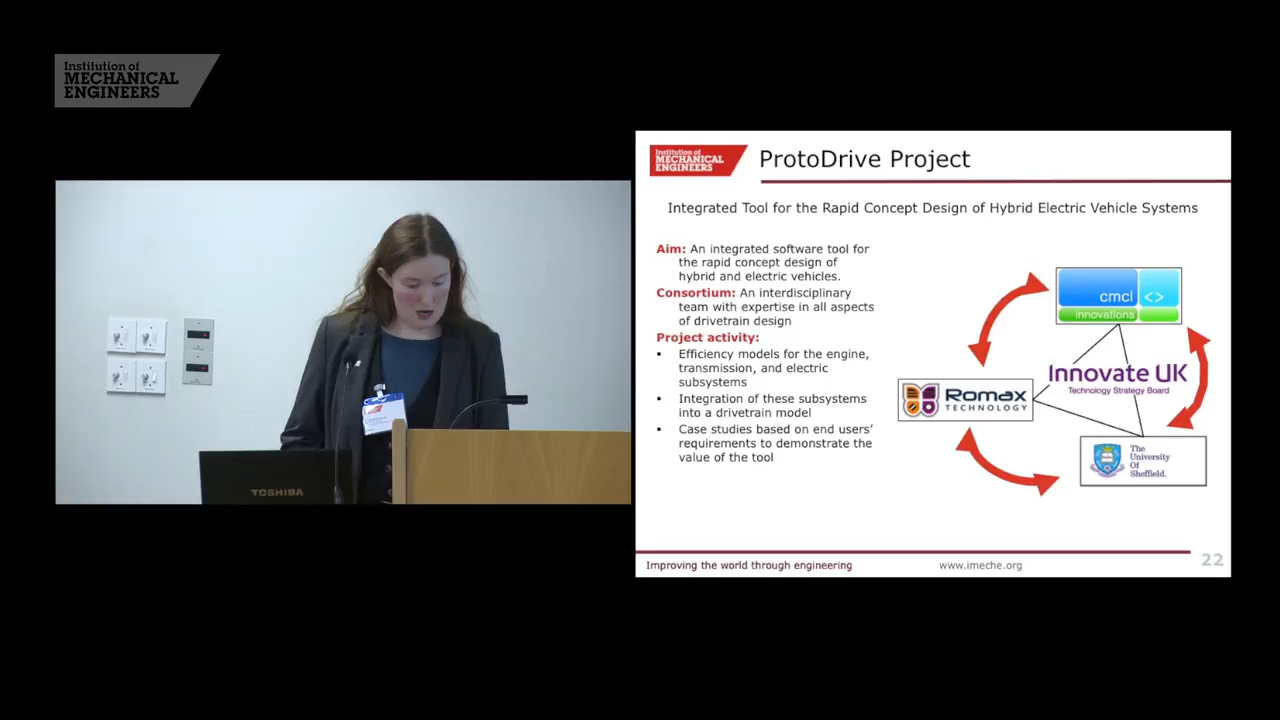 Institution of
MECHANICAL
ENGINEERS
TOSHIBA
Institution of
MECHANICAL
ENGINEERS
ProtoDrive Project
Integrated Tool for the Rapid Concept Design of Hybrid Electric Vehicle Systems
Aim: An integrated software tool for
the rapid concept design of
hybrid and electric vehicles.
Consortium: An interdisciplinary
team with expertise in all aspects
of drivetrain design
Project activity:
▪ Efficiency models for the engine,
transmission, and electric
subsystems
▪ Integration of these subsystems
into a drivetrain model
▪ Case studies based on end users’
requirements to demonstrate the
value of the tool
cmcl <>
innovations
Innovate UK
Technology Strategy Board
Romax
TECHNOLOGY
The
University
Of
Sheffield.
Improving the world through engineering
www.imeche.org
22